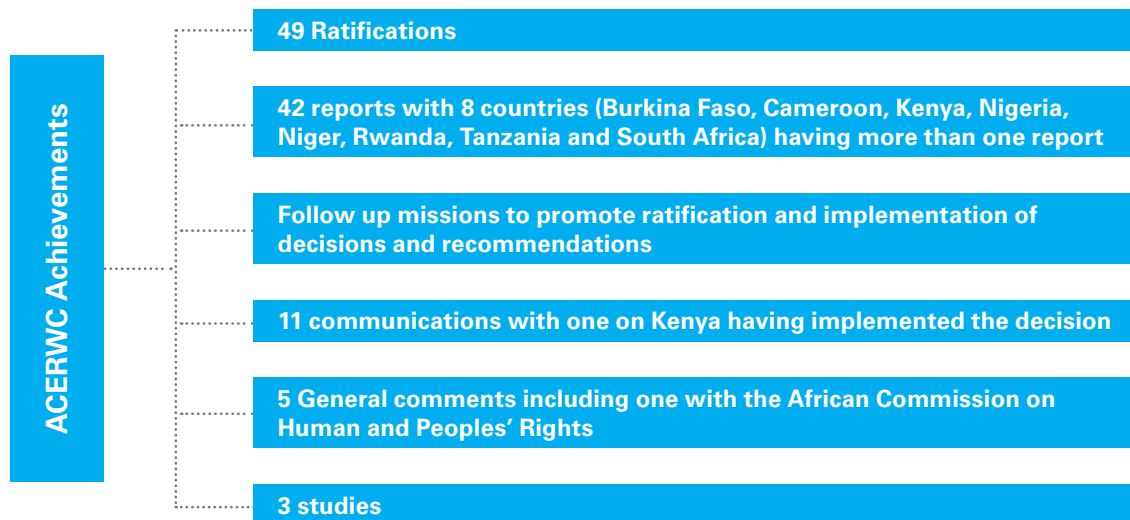 ACERWC Achievements
49 Ratifications
42 reports with 8 countries (Burkina Faso, Cameroon, Kenya, Nigeria,
Niger, Rwanda, Tanzania and South Africa) having more than one report
Follow up missions to promote ratification and implementation of
decisions and recommendations
11 communications with one on Kenya having implemented the decision
5 General comments including one with the African Commission on
Human and Peoples’ Rights
3 studies